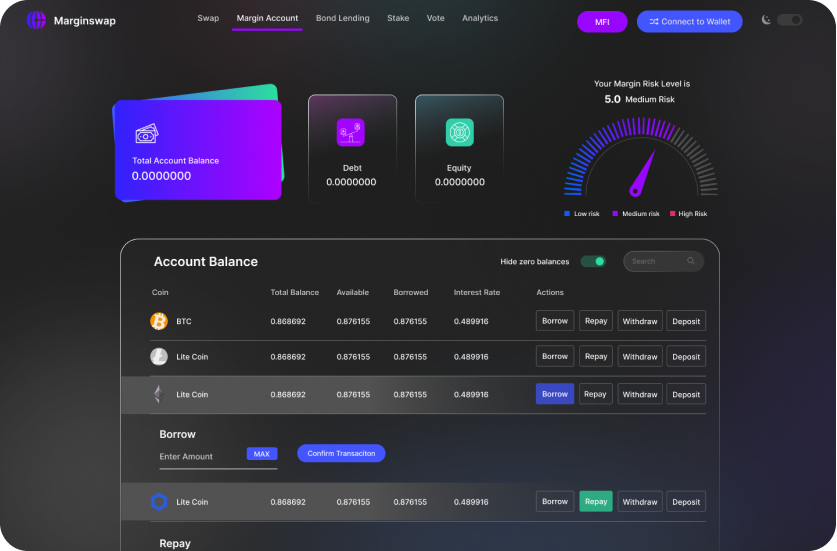 Marginswap
Swap Margin Account Bond Lending Stake Vote Analytics
MFI
Connect to Wallet
Your Margin Risk Level is
5.0 Medium Risk
Total Account Balance
0.0000000
Debt
0.0000000
Equity
0.0000000
Low risk Medium risk High Risk
Account Balance
Hide zero balances
Search
Coin Total Balance Available Borrowed Interest Rate Actions
BTC 0.868692 0.876155 0.876155 0.489916 Borrow Repay Withdraw Deposit
Lite Coin 0.868692 0.876155 0.876155 0.489916 Borrow Repay Withdraw Deposit
Lite Coin 0.868692 0.876155 0.876155 0.489916 Borrow Repay Withdraw Deposit
Borrow
Enter Amount MAX Confirm Transaciton
Lite Coin 0.868692 0.876155 0.876155 0.489916 Borrow Repay Withdraw Deposit
Repay